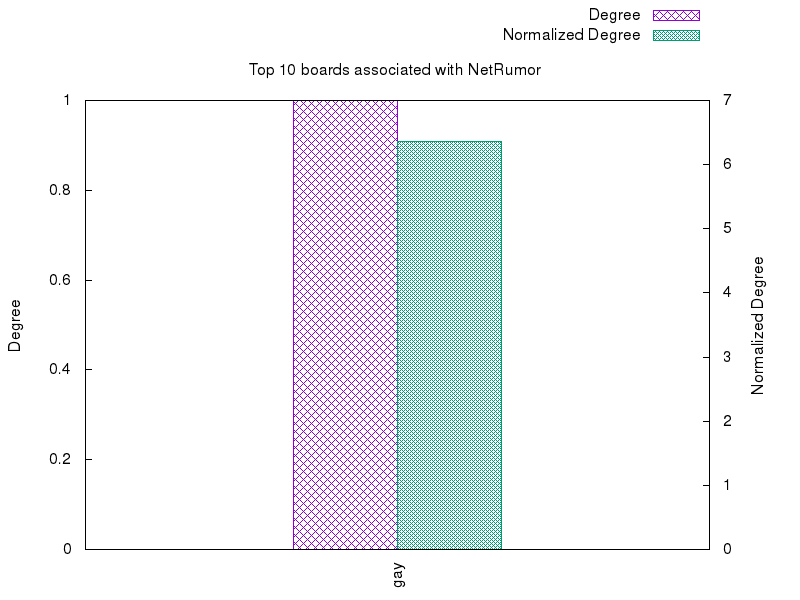 Degree
Normalized Degree
Top 10 boards associated with NetRumor
1
0.8
0.6
0.4
0.2
0
7
6
5
4
3
2
1
0
Degree
Normalized Degree
gay